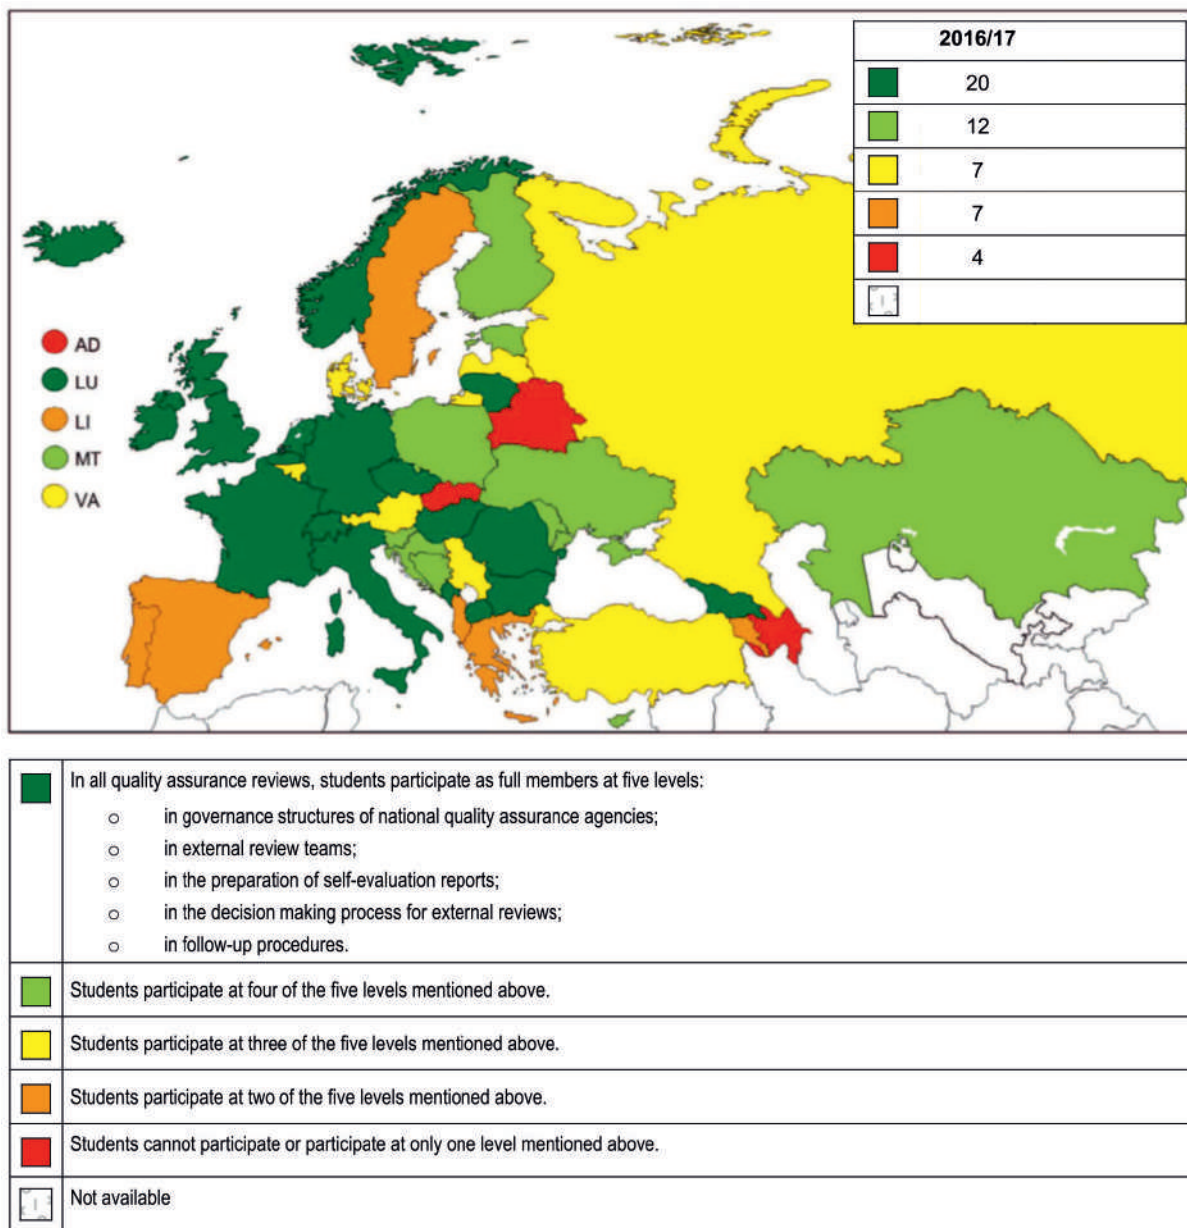 2016/17
20
12
7
7
4
AD
LU
LI
MT
VA
In all quality assurance reviews, students participate as full members at five levels:
o in governance structures of national quality assurance agencies;
o in external review teams;
o in the preparation of self-evaluation reports;
o in the decision making process for external reviews;
o in follow-up procedures.
Students participate at four of the five levels mentioned above.
Students participate at three of the five levels mentioned above.
Students participate at two of the five levels mentioned above.
Students cannot participate or participate at only one level mentioned above.
Not available